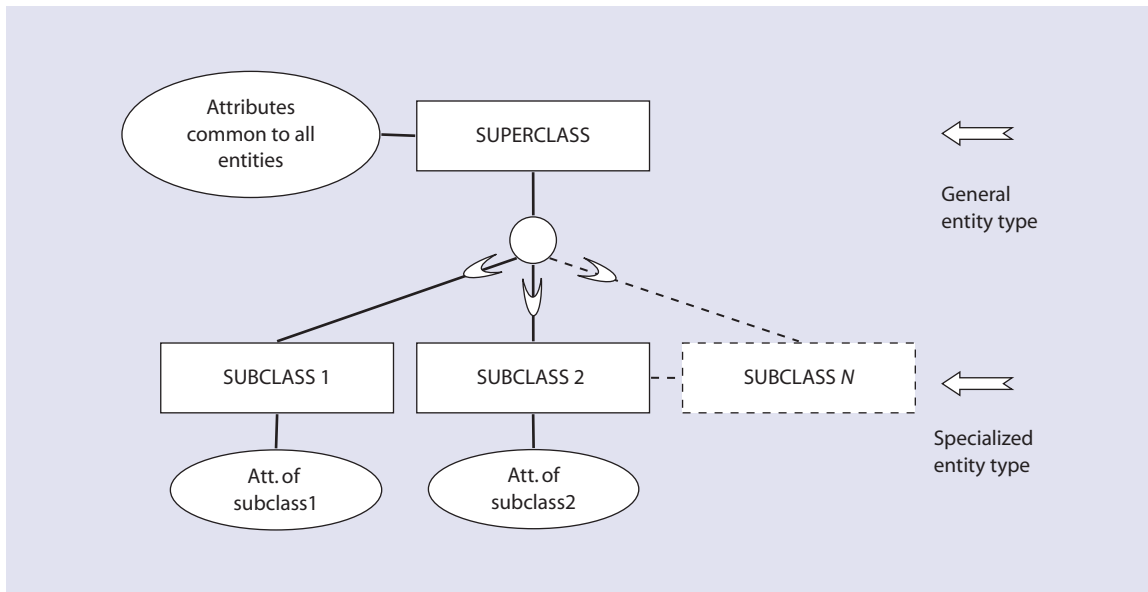 Attributes
common to all
entities
SUPERCLASS
General
entity type
SUBCLASS 1
SUBCLASS 2
SUBCLASS N
Specialized
entity type
Att. of
subclass1
Att. of
subclass2